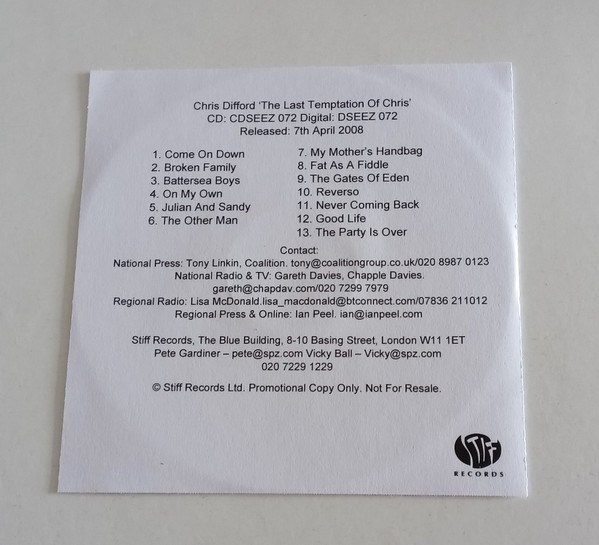 Chris Difford 'The Last Temptation Of Chris'
CD: CDSEEZ 072 Digital: DSEEZ 072
Released: 7th April 2008
1. Come On Down
2. Broken Family
3. Battersea Boys
4. On My Own
5. Julian And Sandy
6. The Other Man
7. My Mother's Handbag
8. Fat As A Fiddle
9. The Gates Of Eden
10. Reverso
11. Never Coming Back
12. Good Life
13. The Party Is Over
Contact:
National Press: Tony Linkin, Coalition. tony@coalitiongroup.co.uk/020 8987 0123
National Radio & TV: Gareth Davies, Chapple Davies.
gareth@chapdav.com/020 7299 7979
Regional Radio: Lisa McDonald.lisa_macdonald@btconnect.com/07836 211012
Regional Press & Online: Ian Peel. ian@ianpeel.com
Stiff Records, The Blue Building, 8-10 Basing Street, London W11 1ET
Pete Gardiner – pete@spz.com Vicky Ball – Vicky@spz.com
020 7229 1229
© Stiff Records Ltd. Promotional Copy Only. Not For Resale.
STIFF
RECORDS